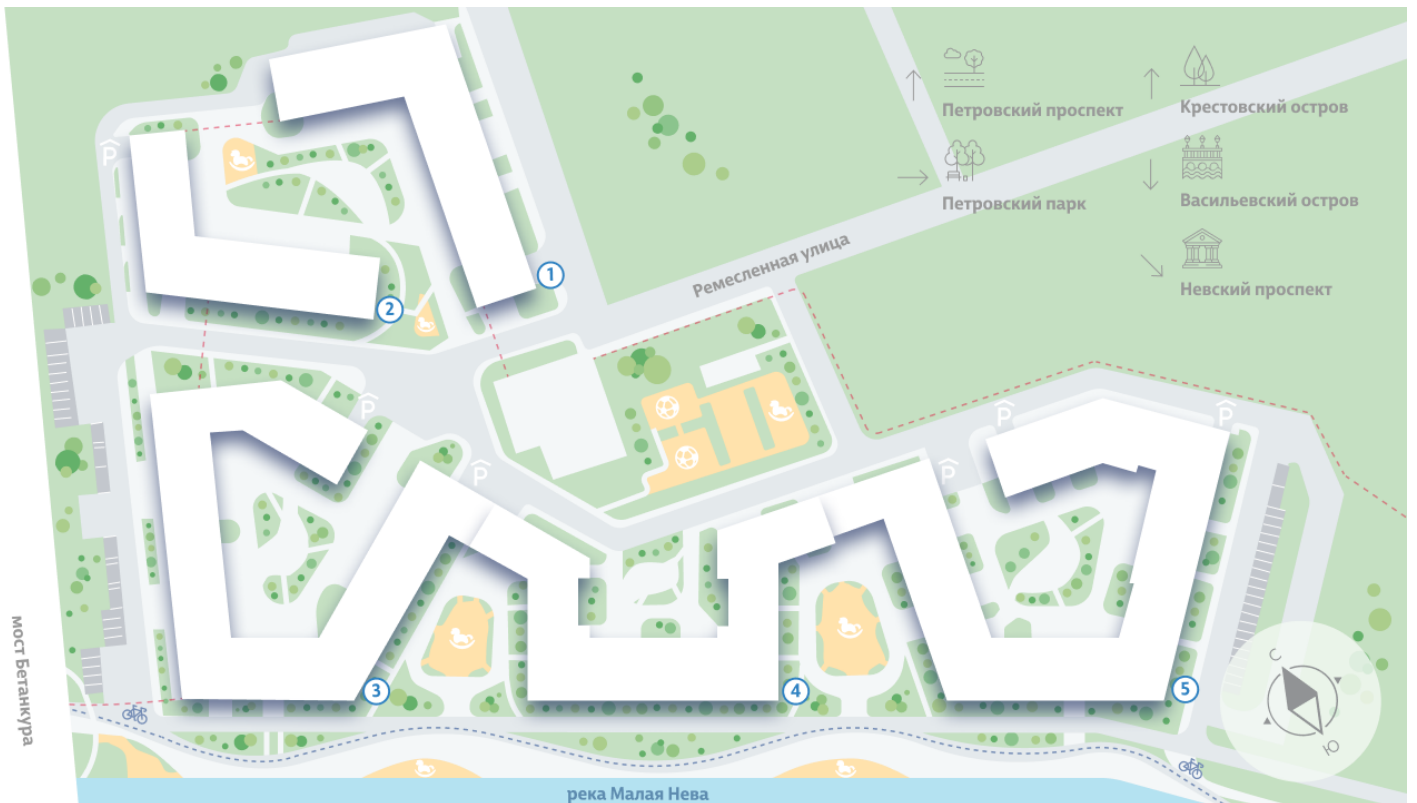 Петровский проспект
Крестовский остров
Петровский парк
Васильевский остров
Невский проспект
Ремесленная улица
P
1
2
P
P
P
P
P
3
4
5
мост Бетанкура
С
Ю
река Малая Нева